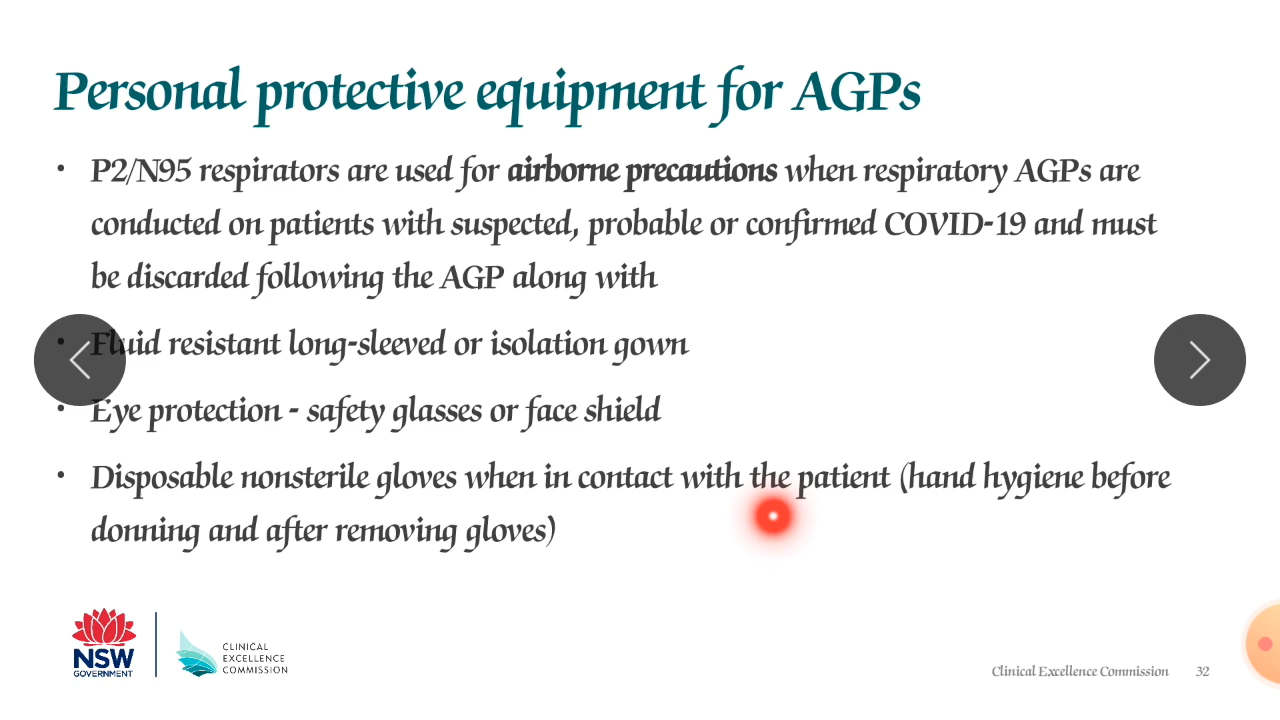 Personal protective equipment for AGPs
• P2/N95 respirators are used for airborne precautions when respiratory AGPs are
conducted on patients with suspected, probable or confirmed COVID-19 and must
be discarded following the AGP along with
• Fluid resistant long-sleeved or isolation gown
• Eye protection - safety glasses or face shield
• Disposable nonsterile gloves when in contact with the patient (hand hygiene before
donning and after removing gloves)
NSW
GOVERNMENT
CLINICAL
EXCELLENCE
COMMISSION
Clinical Excellence Commission 32